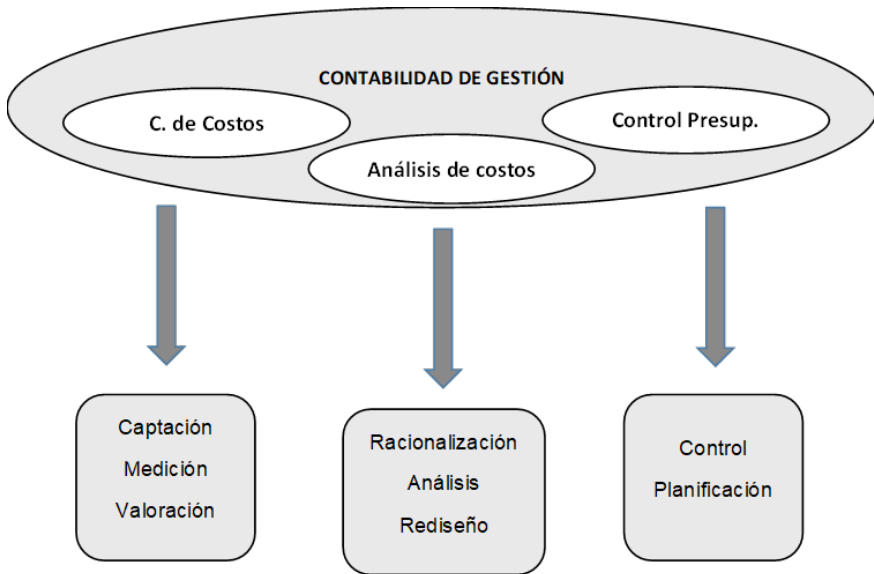 CONTABILIDAD DE GESTIÓN
C. de Costos
Análisis de costos
Control Presup.
Captación
Medición
Valoración
Racionalización
Análisis
Rediseño
Control
Planificación